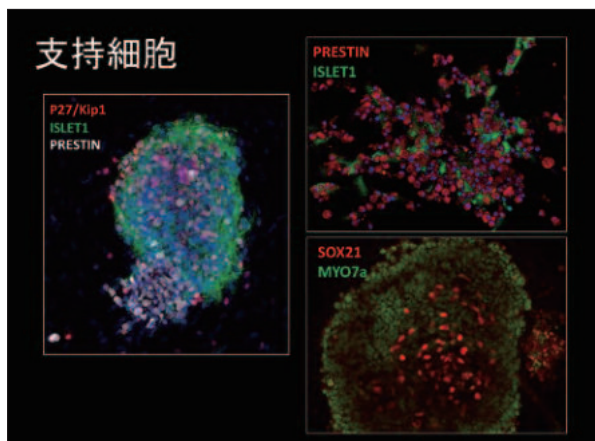 支持細胞
P27/Kip1
ISLET1
PRESTIN
PRESTIN
ISLET1
SOX21
MYO7a